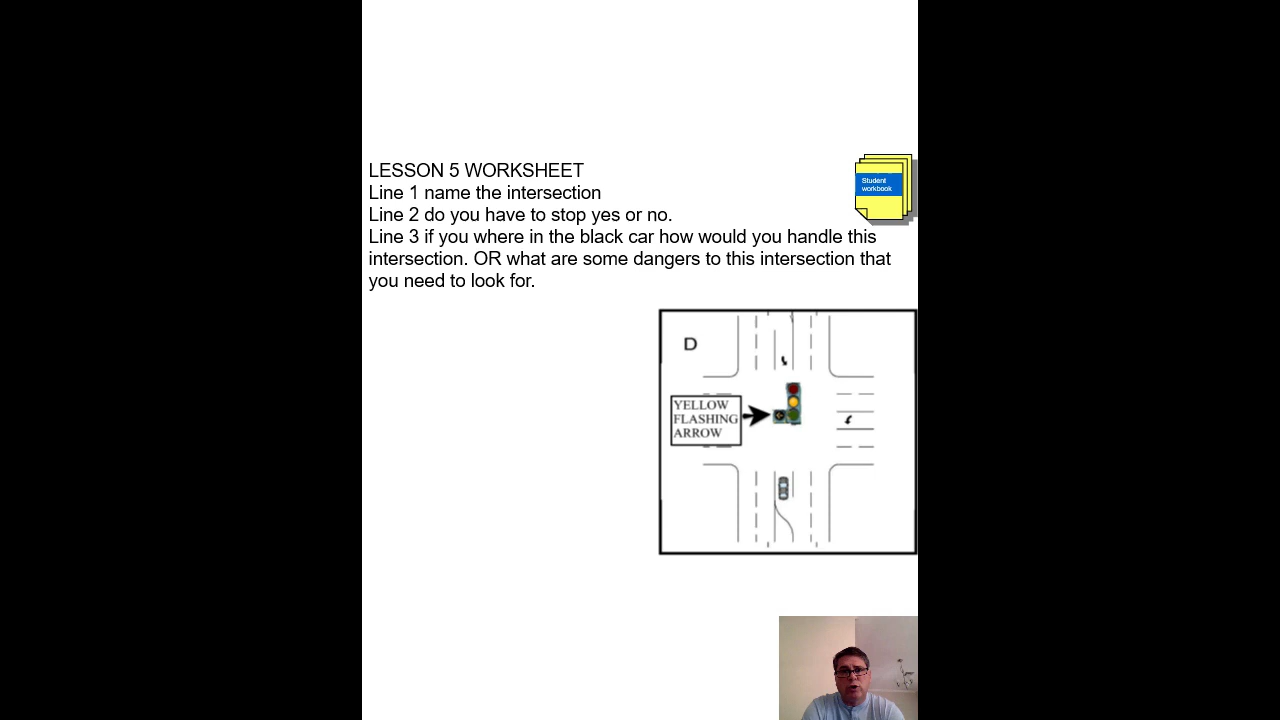 LESSON 5 WORKSHEET
Line 1 name the intersection
Line 2 do you have to stop yes or no.
Line 3 if you where in the black car how would you handle this
intersection. OR what are some dangers to this intersection that
you need to look for.
Student
workbook
D
YELLOW
FLASHING
ARROW